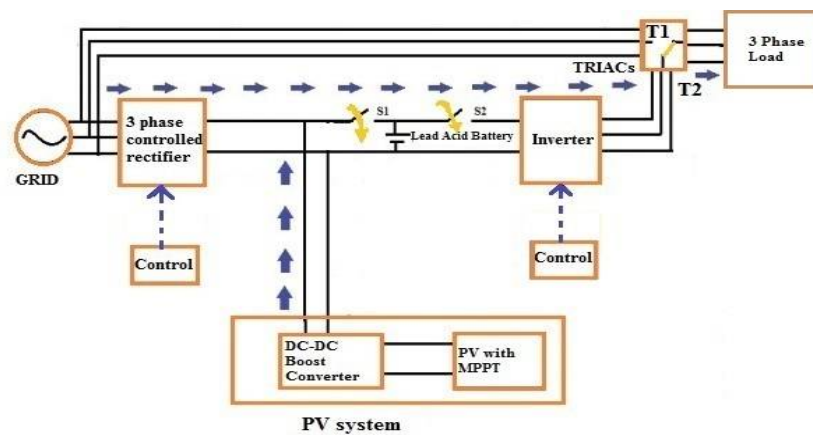 T1
3 Phase
Load
TRIACs
T2
3 phase
controlled
rectifier
S1
S2
Lead Acid Battery
Inverter
GRID
Control
Control
DC-DC
Boost
Converter
PV with
MPPT
PV system